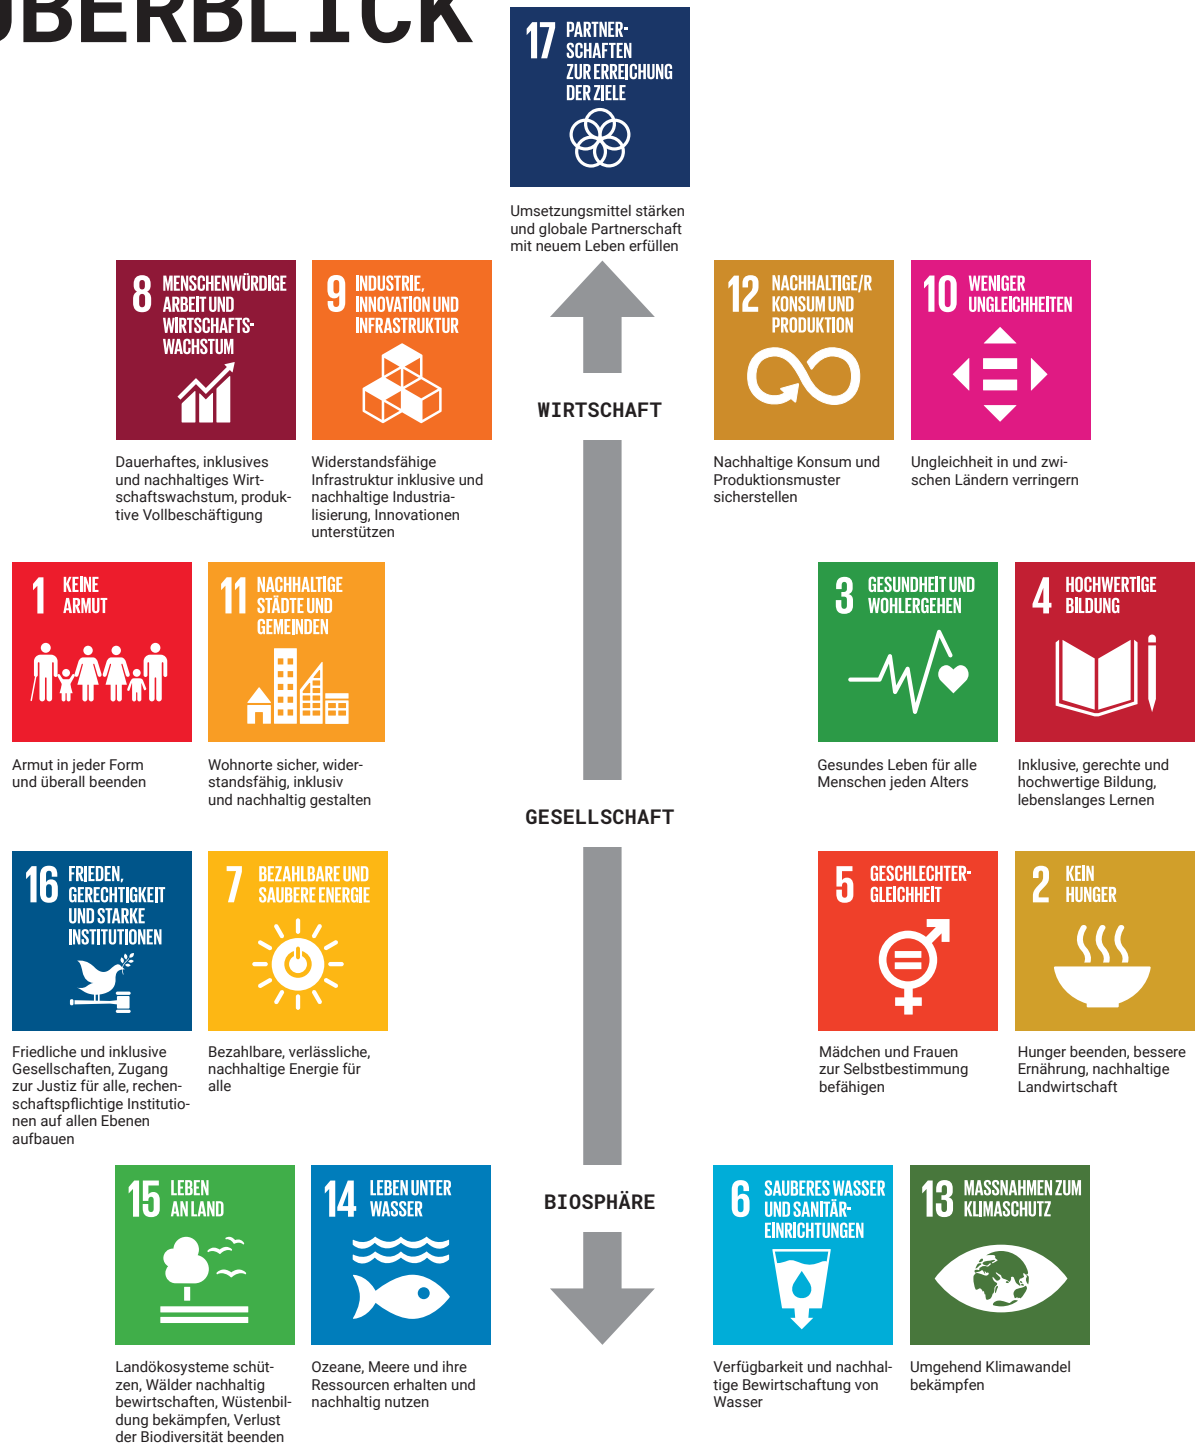 ÜBERBLICK
17 PARTNER-
SCHAFTEN
ZUR ERREICHUNG
DER ZIELE
Umsetzungsmittel stärken
und globale Partnerschaft
mit neuem Leben erfüllen
8 MENSCHENWÜRDIGE
ARBEIT UND
WIRTSCHAFTS-
WACHSTUM
Dauerhaftes, inklusives
und nachhaltiges Wirt-
schaftswachstum, produk-
tive Vollbeschäftigung
9 INDUSTRIE,
INNOVATION UND
INFRASTRUKTUR
Widerstandsfähige
Infrastruktur inklusive und
nachhaltige Industria-
lisierung, Innovationen
unterstützen
WIRTSCHAFT
12 NACHHALTIGE/R
KONSUM UND
PRODUKTION
Nachhaltige Konsum und
Produktionsmuster
sicherstellen
10 WENIGER
UNGLEICHHEITEN
Ungleichheit in und zwi-
schen Ländern verringern
1 KEINE
ARMUT
Armut in jeder Form
und überall beenden
11 NACHHALTIGE
STÄDTE UND
GEMEINDEN
Wohnorte sicher, wider-
standsfähig, inklusiv
und nachhaltig gestalten
3 GESUNDHEIT UND
WOHLERGEHEN
Gesundes Leben für alle
Menschen jeden Alters
4 HOCHWERTIGE
BILDUNG
Inklusive, gerechte und
hochwertige Bildung,
lebenslanges Lernen
GESELLSCHAFT
16 FRIEDEN,
GERECHTIGKEIT
UND STARKE
INSTITUTIONEN
Friedliche und inklusive
Gesellschaften, Zugang
zur Justiz für alle, rechen-
schaftspflichtige Institutio-
nen auf allen Ebenen
aufbauen
7 BEZAHLBARE UND
SAUBERE ENERGIE
Bezahlbare, verlässliche,
nachhaltige Energie für
alle
5 GESCHLECHTER-
GLEICHHEIT
Mädchen und Frauen
zur Selbstbestimmung
befähigen
2 KEIN
HUNGER
Hunger beenden, bessere
Ernährung, nachhaltige
Landwirtschaft
15 LEBEN
AN LAND
Landökosysteme schüt-
zen, Wälder nachhaltig
bewirtschaften, Wüstenbil-
dung bekämpfen, Verlust
der Biodiversität beenden
14 LEBEN UNTER
WASSER
Ozeane, Meere und ihre
Ressourcen erhalten und
nachhaltig nutzen
BIOSPHÄRE
6 SAUBERES WASSER
UND SANITÄR-
EINRICHTUNGEN
Verfügbarkeit und nachhal-
tige Bewirtschaftung von
Wasser
13 MASSNAHMEN ZUM
KLIMASCHUTZ
Umgehend Klimawandel
bekämpfen